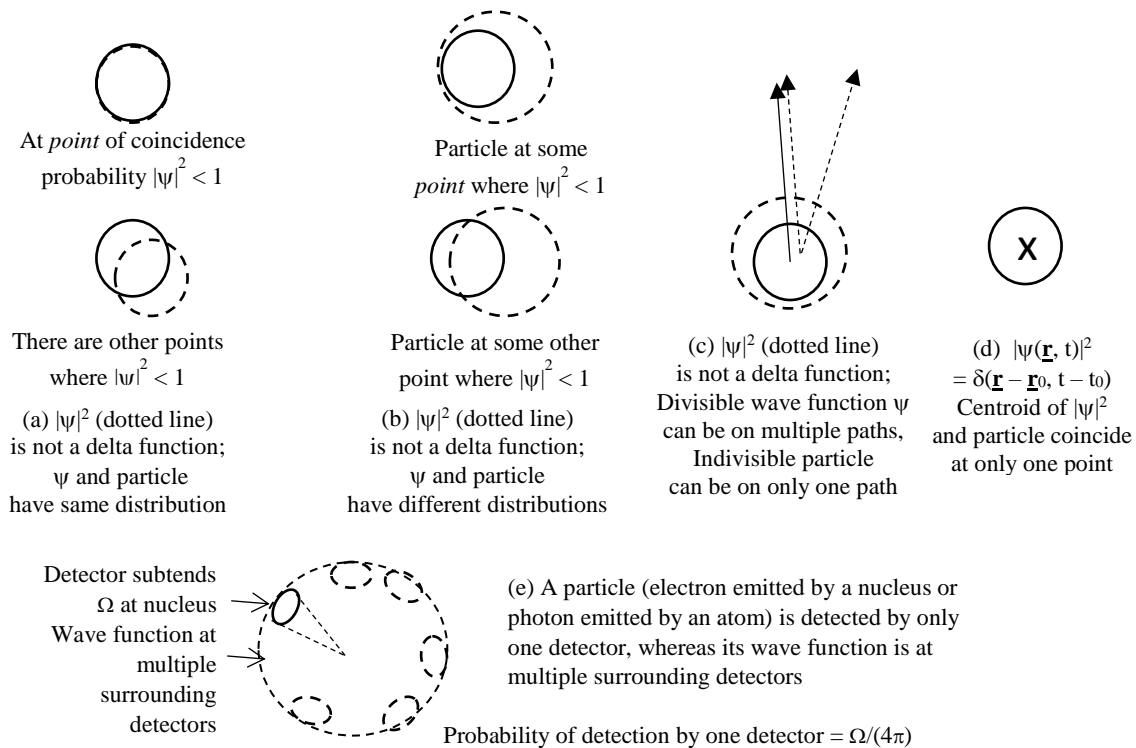 At point of coincidence
probability |ψ|² < 1
Particle at some
point where |ψ|² < 1
There are other points
where |ψ|² < 1
(a) |ψ|² (dotted line)
is not a delta function;
ψ and particle
have same distribution
Particle at some other
point where |ψ|² < 1
(b) |ψ|² (dotted line)
is not a delta function;
ψ and particle
have different distributions
(c) |ψ|² (dotted line)
is not a delta function;
Divisible wave function ψ
can be on multiple paths,
Indivisible particle
can be on only one path
X
(d) |ψ(r, t)|²
= δ(r – r₀, t – t₀)
Centroid of |ψ|²
and particle coincide
at only one point
Detector subtends
Ω at nucleus
Wave function at
multiple
surrounding
detectors
(e) A particle (electron emitted by a nucleus or
photon emitted by an atom) is detected by only
one detector, whereas its wave function is at
multiple surrounding detectors
Probability of detection by one detector = Ω/(4π)